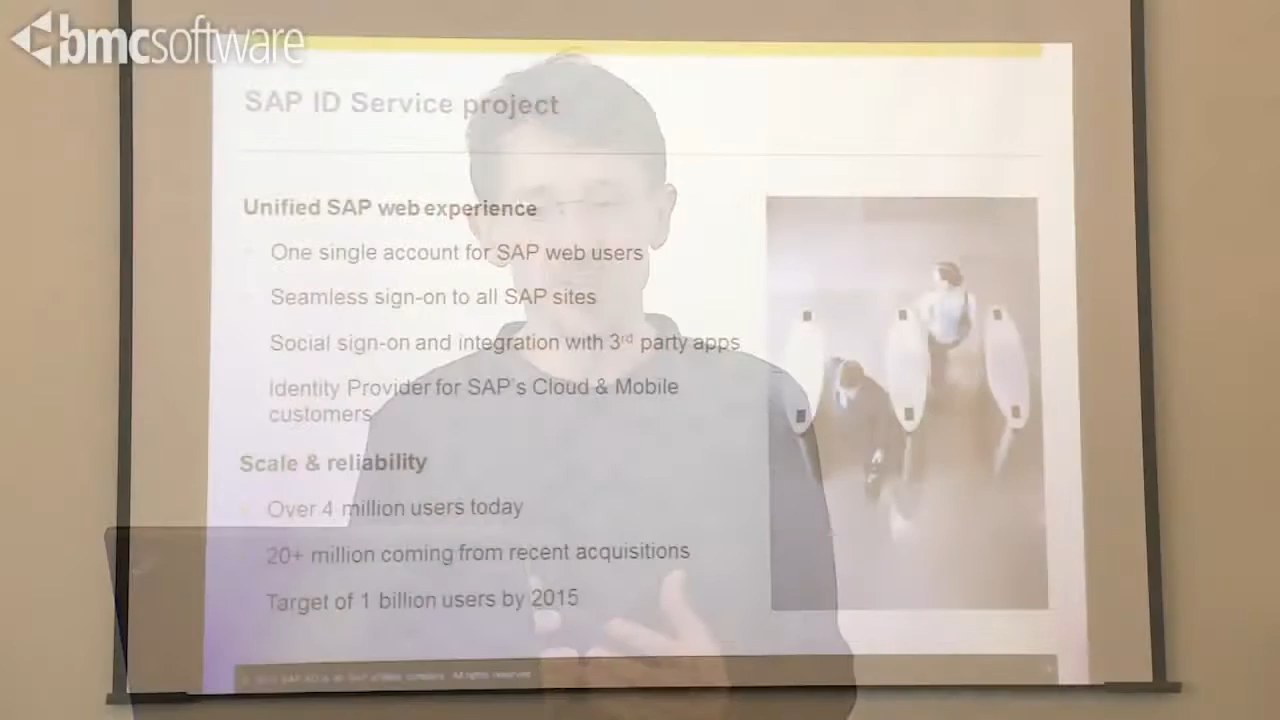 bmcsoftware
SAP ID Service project
Unified SAP web experience
One single account for SAP web users
Seamless sign-on to all SAP sites
Social sign-on and integration with 3rd party apps
Identity Provider for SAP's Cloud & Mobile
customers
Scale & reliability
Over 4 million users today
20+ million coming from recent acquisitions
Target of 1 billion users by 2015
All rights reserved